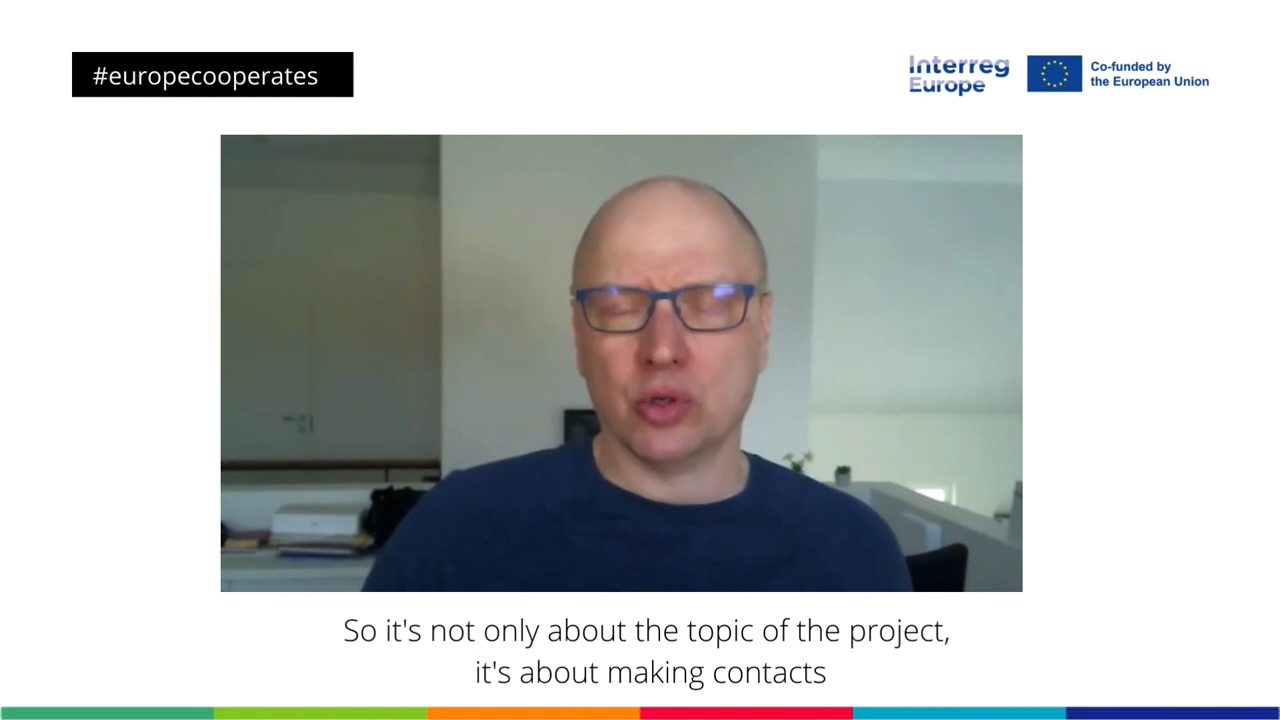 #europecooperates
Interreg
Europe
Co-funded by
the European Union
So it's not only about the topic of the project,
it's about making contacts